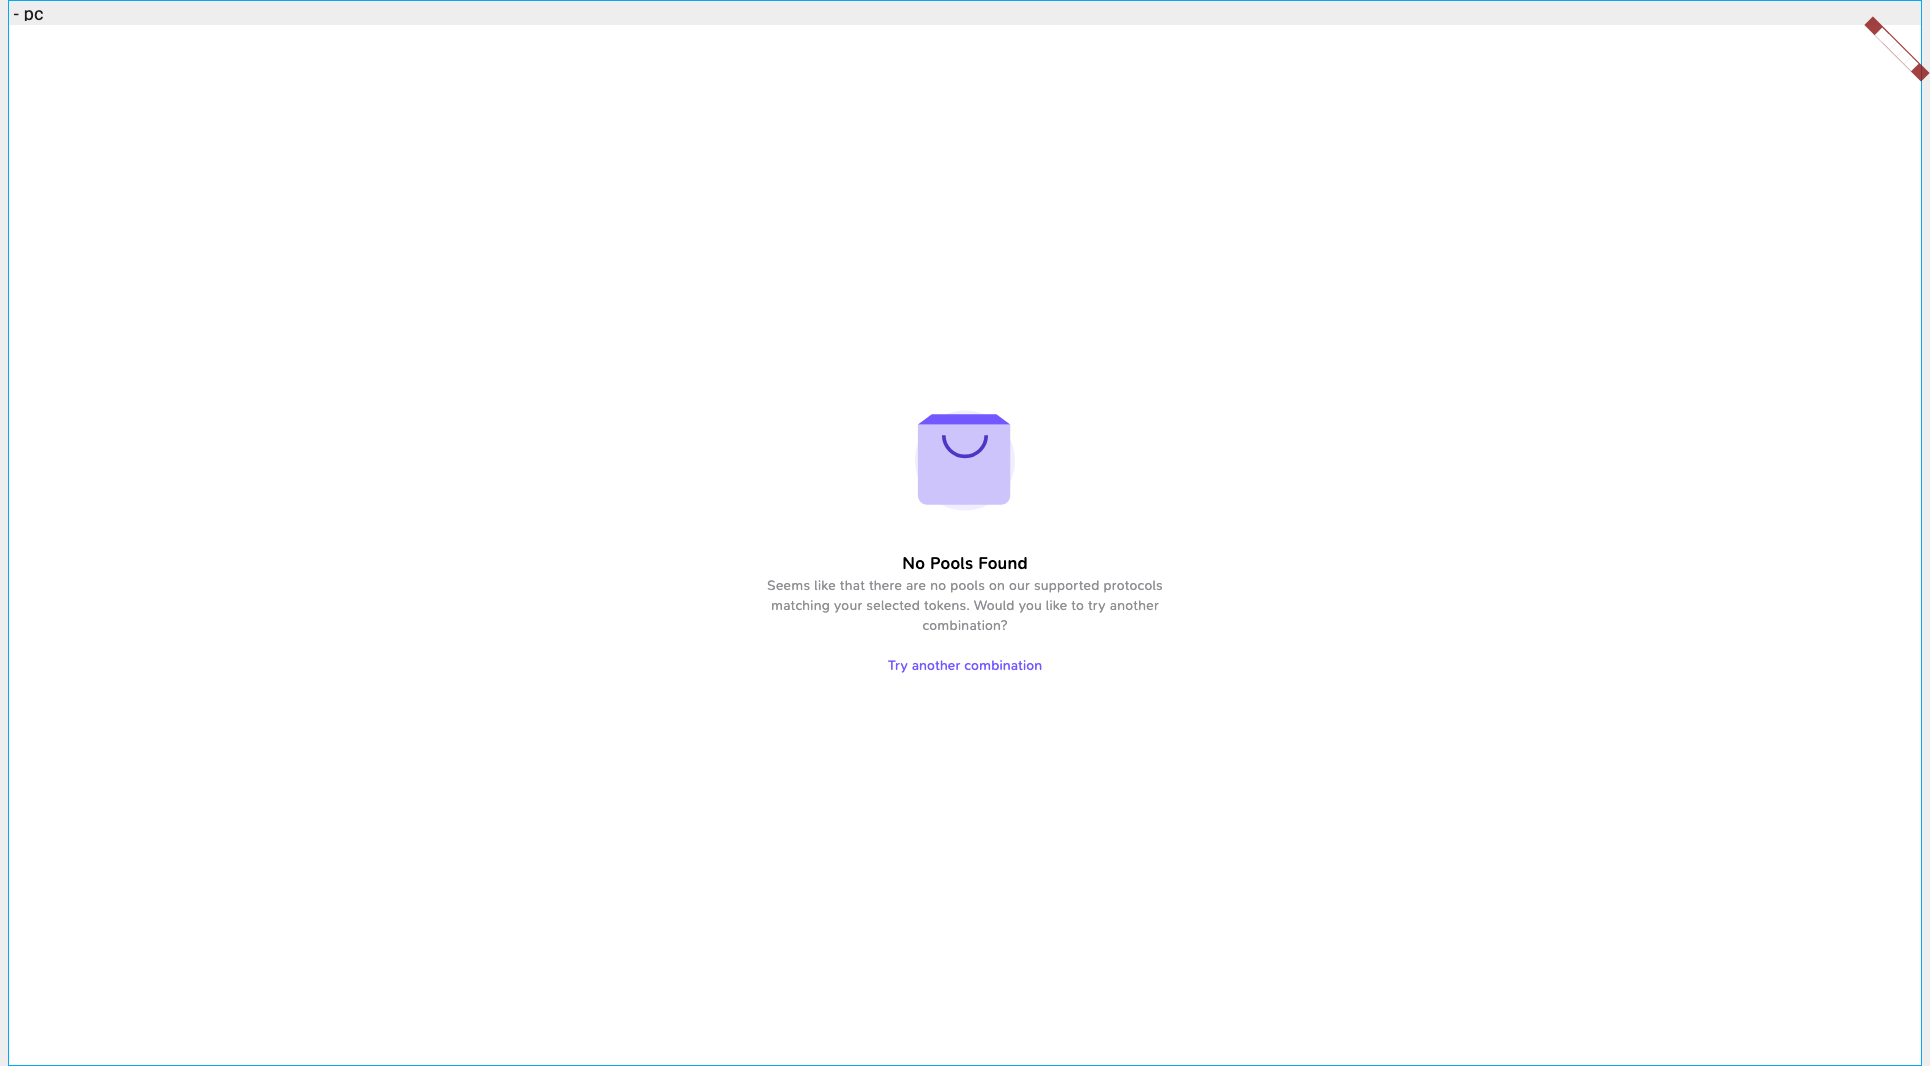 - pc
No Pools Found
Seems like that there are no pools on our supported protocols
matching your selected tokens. Would you like to try another
combination?
Try another combination